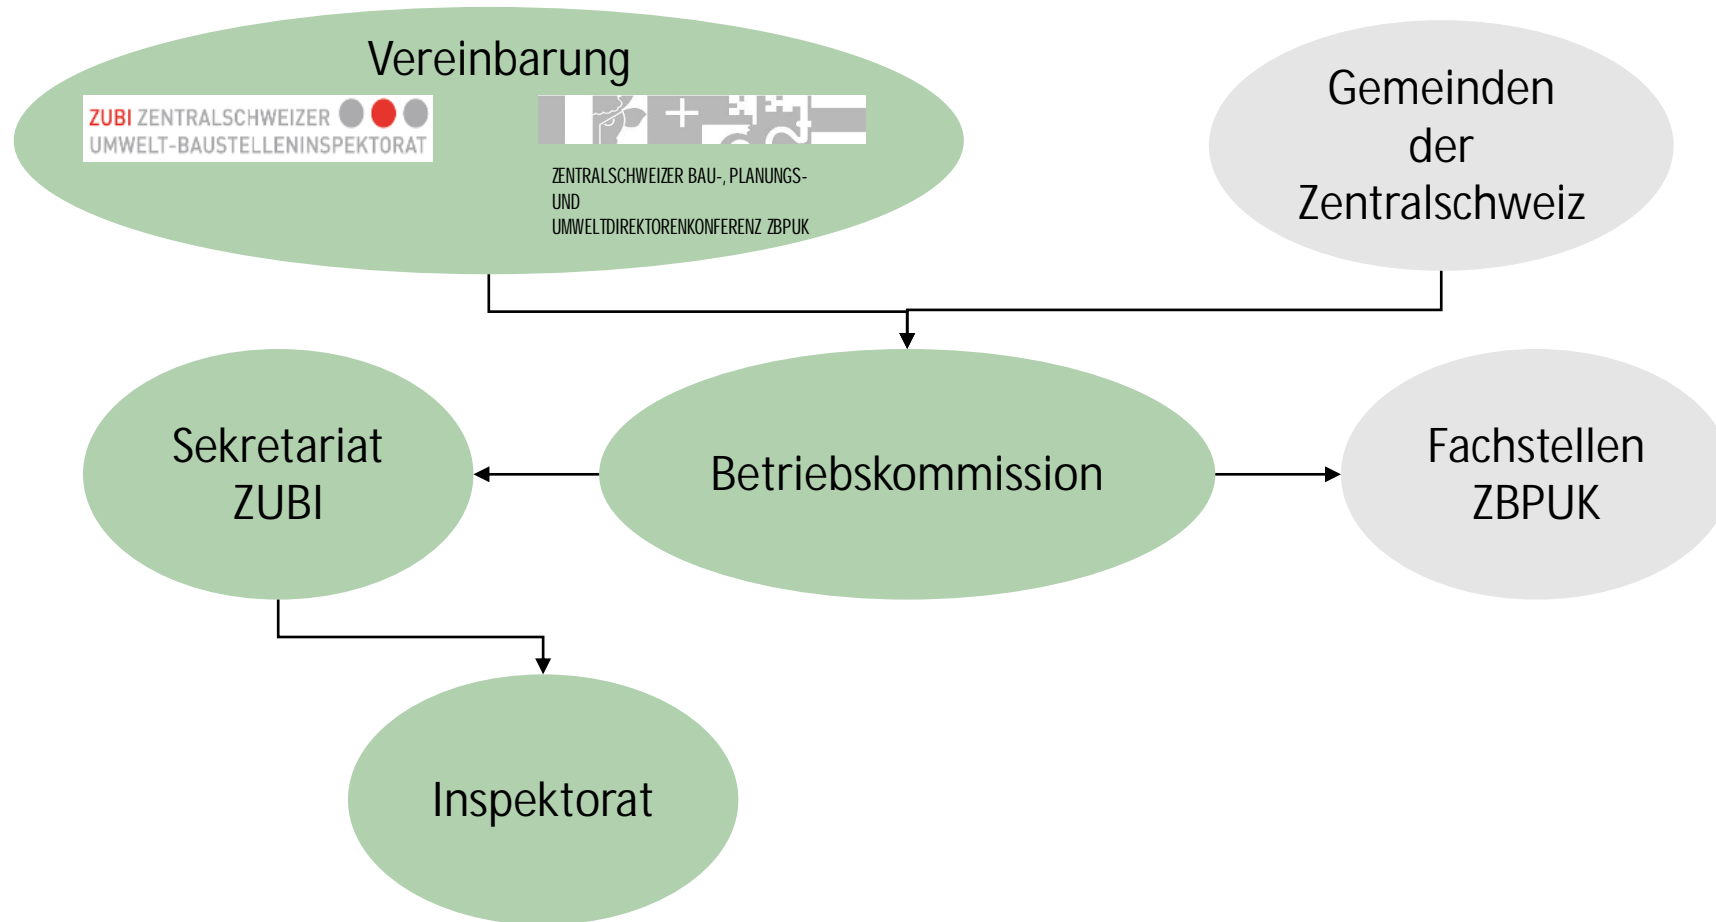 Vereinbarung
ZUBI ZENTRALSCHWEIZER
UMWELT-BAUSTELLENINSPEKTORAT
ZENTRALSCHWEIZER BAU-, PLANUNGS-
UND
UMWELTDIREKTORENKONFERENZ ZBPUK
Gemeinden
der
Zentralschweiz
Sekretariat
ZUBI
Betriebskommission
Fachstellen
ZBPUK
Inspektorat